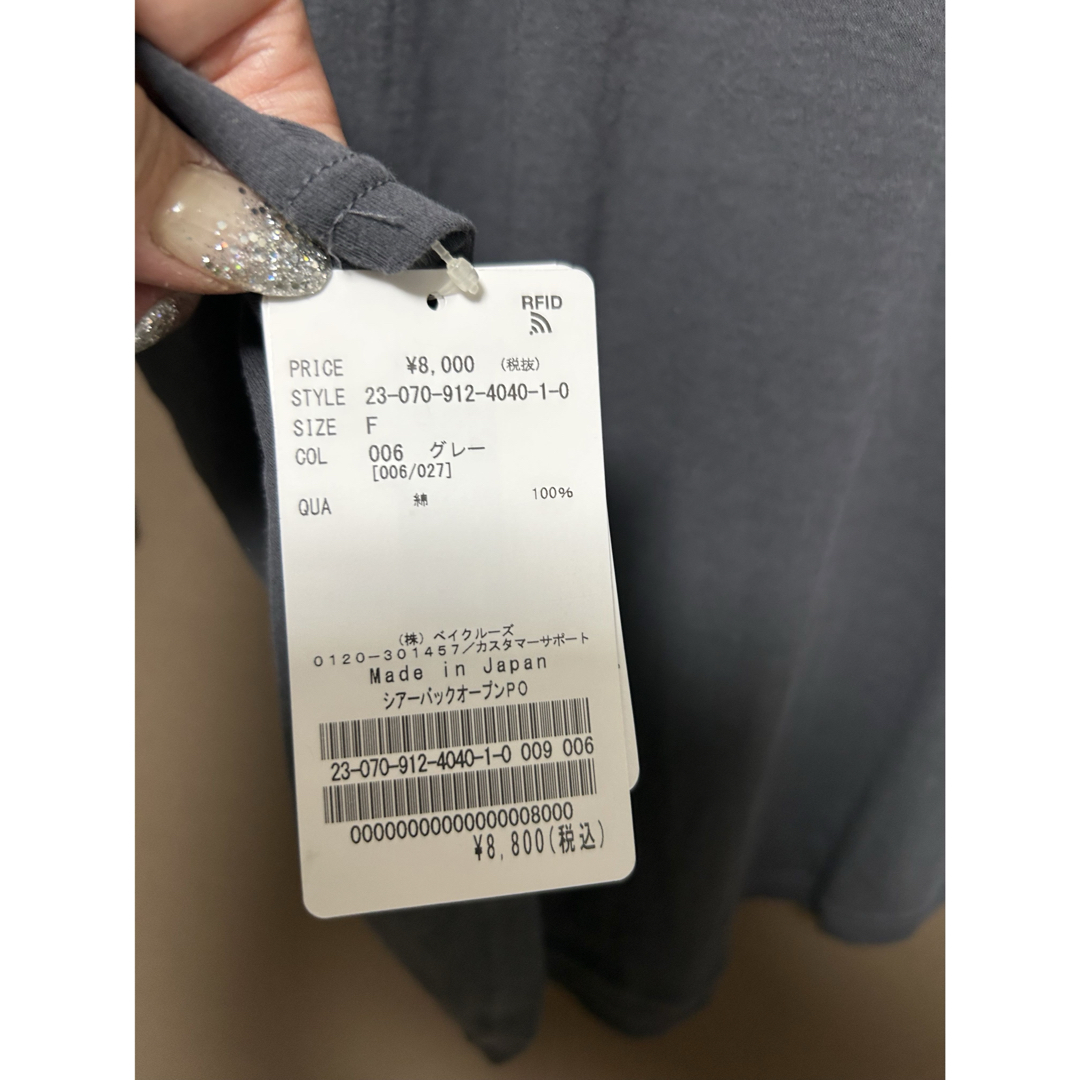 RFID
PRICE ¥8,000 (税抜)
STYLE 23-070-912-4040-1-0
SIZE F
COL 006 グレー
[006/027]
QUA 綿 100%
(株) ベイクルーズ
0120-301457/カスタマーサポート
Made in Japan
シアーバックオープンPO
23-070-912-4040-1-0 009 006
00000000000000008000
¥8,800(税込)